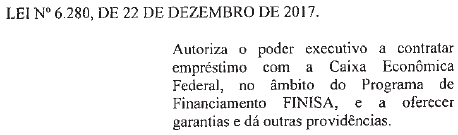 LEI Nº 6.280, DE 22 DE DEZEMBRO DE 2017.
Autoriza o poder executivo a contratar
empréstimo com a Caixa Econômica
Federal, no âmbito do Programa de
Financiamento FINISA, e a oferecer
garantias e dá outras providências.